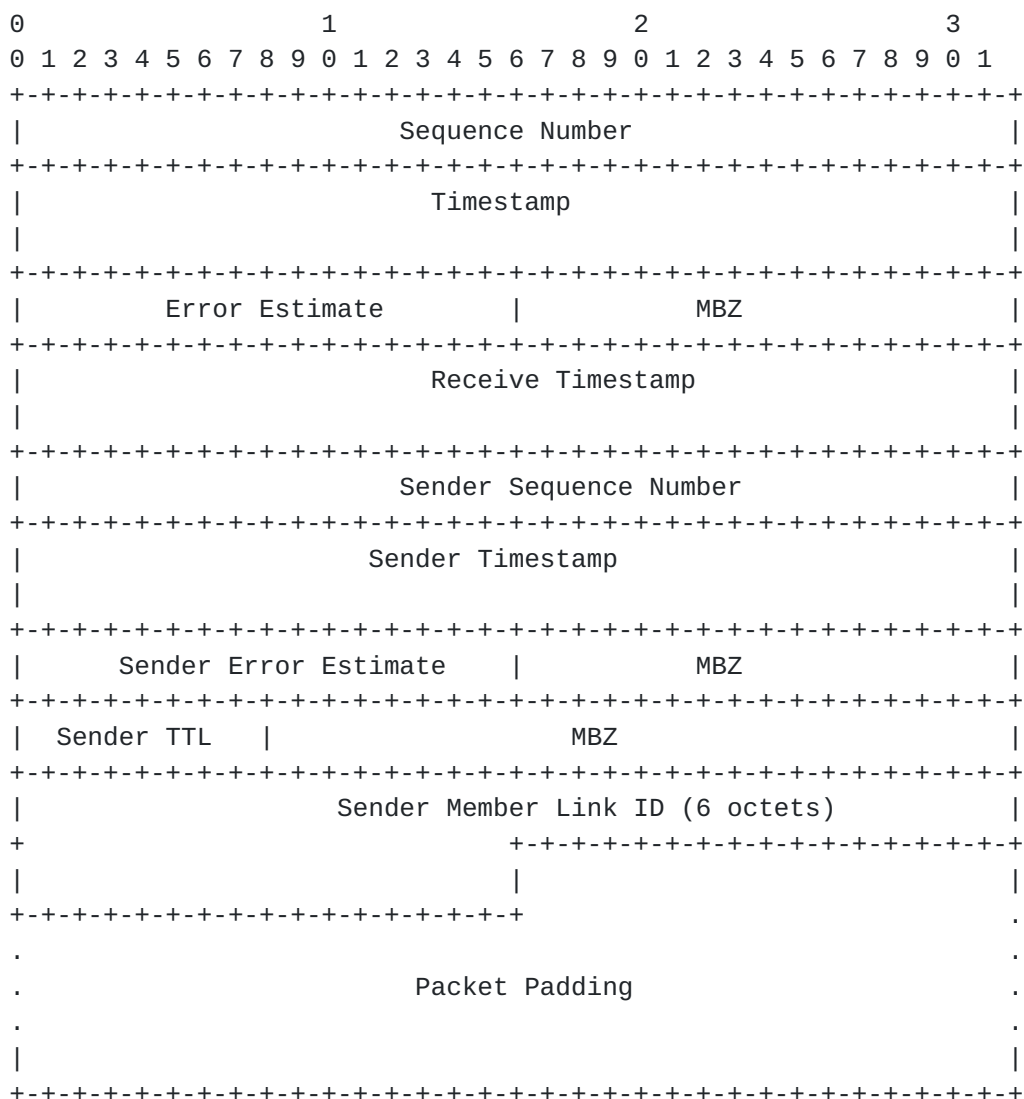 0                   1                   2                   3
0 1 2 3 4 5 6 7 8 9 0 1 2 3 4 5 6 7 8 9 0 1 2 3 4 5 6 7 8 9 0 1
+-+-+-+-+-+-+-+-+-+-+-+-+-+-+-+-+-+-+-+-+-+-+-+-+-+-+-+-+-+-+-+-+
|                        Sequence Number                        |
+-+-+-+-+-+-+-+-+-+-+-+-+-+-+-+-+-+-+-+-+-+-+-+-+-+-+-+-+-+-+-+-+
|                          Timestamp                            |
|                                                               |
+-+-+-+-+-+-+-+-+-+-+-+-+-+-+-+-+-+-+-+-+-+-+-+-+-+-+-+-+-+-+-+-+
|         Error Estimate        |           MBZ                 |
+-+-+-+-+-+-+-+-+-+-+-+-+-+-+-+-+-+-+-+-+-+-+-+-+-+-+-+-+-+-+-+-+
|                          Receive Timestamp                    |
|                                                               |
+-+-+-+-+-+-+-+-+-+-+-+-+-+-+-+-+-+-+-+-+-+-+-+-+-+-+-+-+-+-+-+-+
|                        Sender Sequence Number                 |
+-+-+-+-+-+-+-+-+-+-+-+-+-+-+-+-+-+-+-+-+-+-+-+-+-+-+-+-+-+-+-+-+
|                      Sender Timestamp                         |
|                                                               |
+-+-+-+-+-+-+-+-+-+-+-+-+-+-+-+-+-+-+-+-+-+-+-+-+-+-+-+-+-+-+-+-+
|      Sender Error Estimate    |           MBZ                 |
+-+-+-+-+-+-+-+-+-+-+-+-+-+-+-+-+-+-+-+-+-+-+-+-+-+-+-+-+-+-+-+-+
|  Sender TTL   |                   MBZ                         |
+-+-+-+-+-+-+-+-+-+-+-+-+-+-+-+-+-+-+-+-+-+-+-+-+-+-+-+-+-+-+-+-+
|                    Sender Member Link ID (6 octets)           |
+                               +-+-+-+-+-+-+-+-+-+-+-+-+-+-+-+-+
|                               |                               |
+-+-+-+-+-+-+-+-+-+-+-+-+-+-+-+-+                               .
.                                                               .
.                         Packet Padding                        .
.                                                               .
|                                                               |
+-+-+-+-+-+-+-+-+-+-+-+-+-+-+-+-+-+-+-+-+-+-+-+-+-+-+-+-+-+-+-+-+